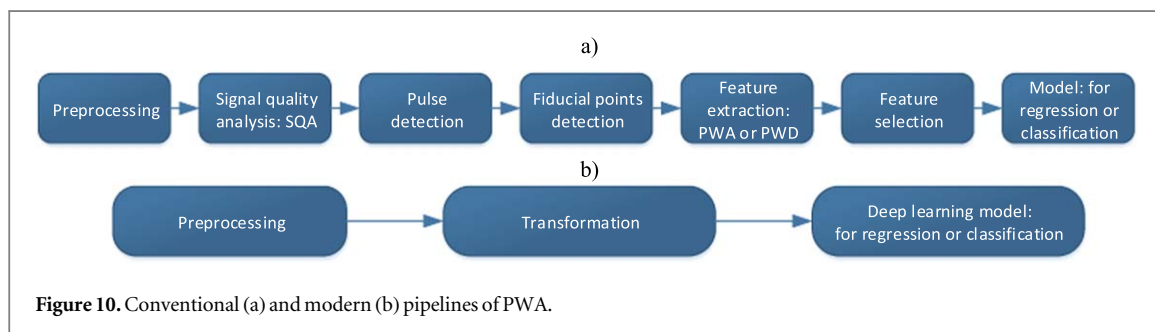 a)
Preprocessing
Signal quality
analysis: SQA
Pulse
detection
Fiducial points
detection
Feature
extraction:
PWA or PWD
Feature
selection
Model: for
regression or
classification
b)
Preprocessing
Transformation
Deep learning model:
for regression or classification
Figure 10. Conventional (a) and modern (b) pipelines of PWA.